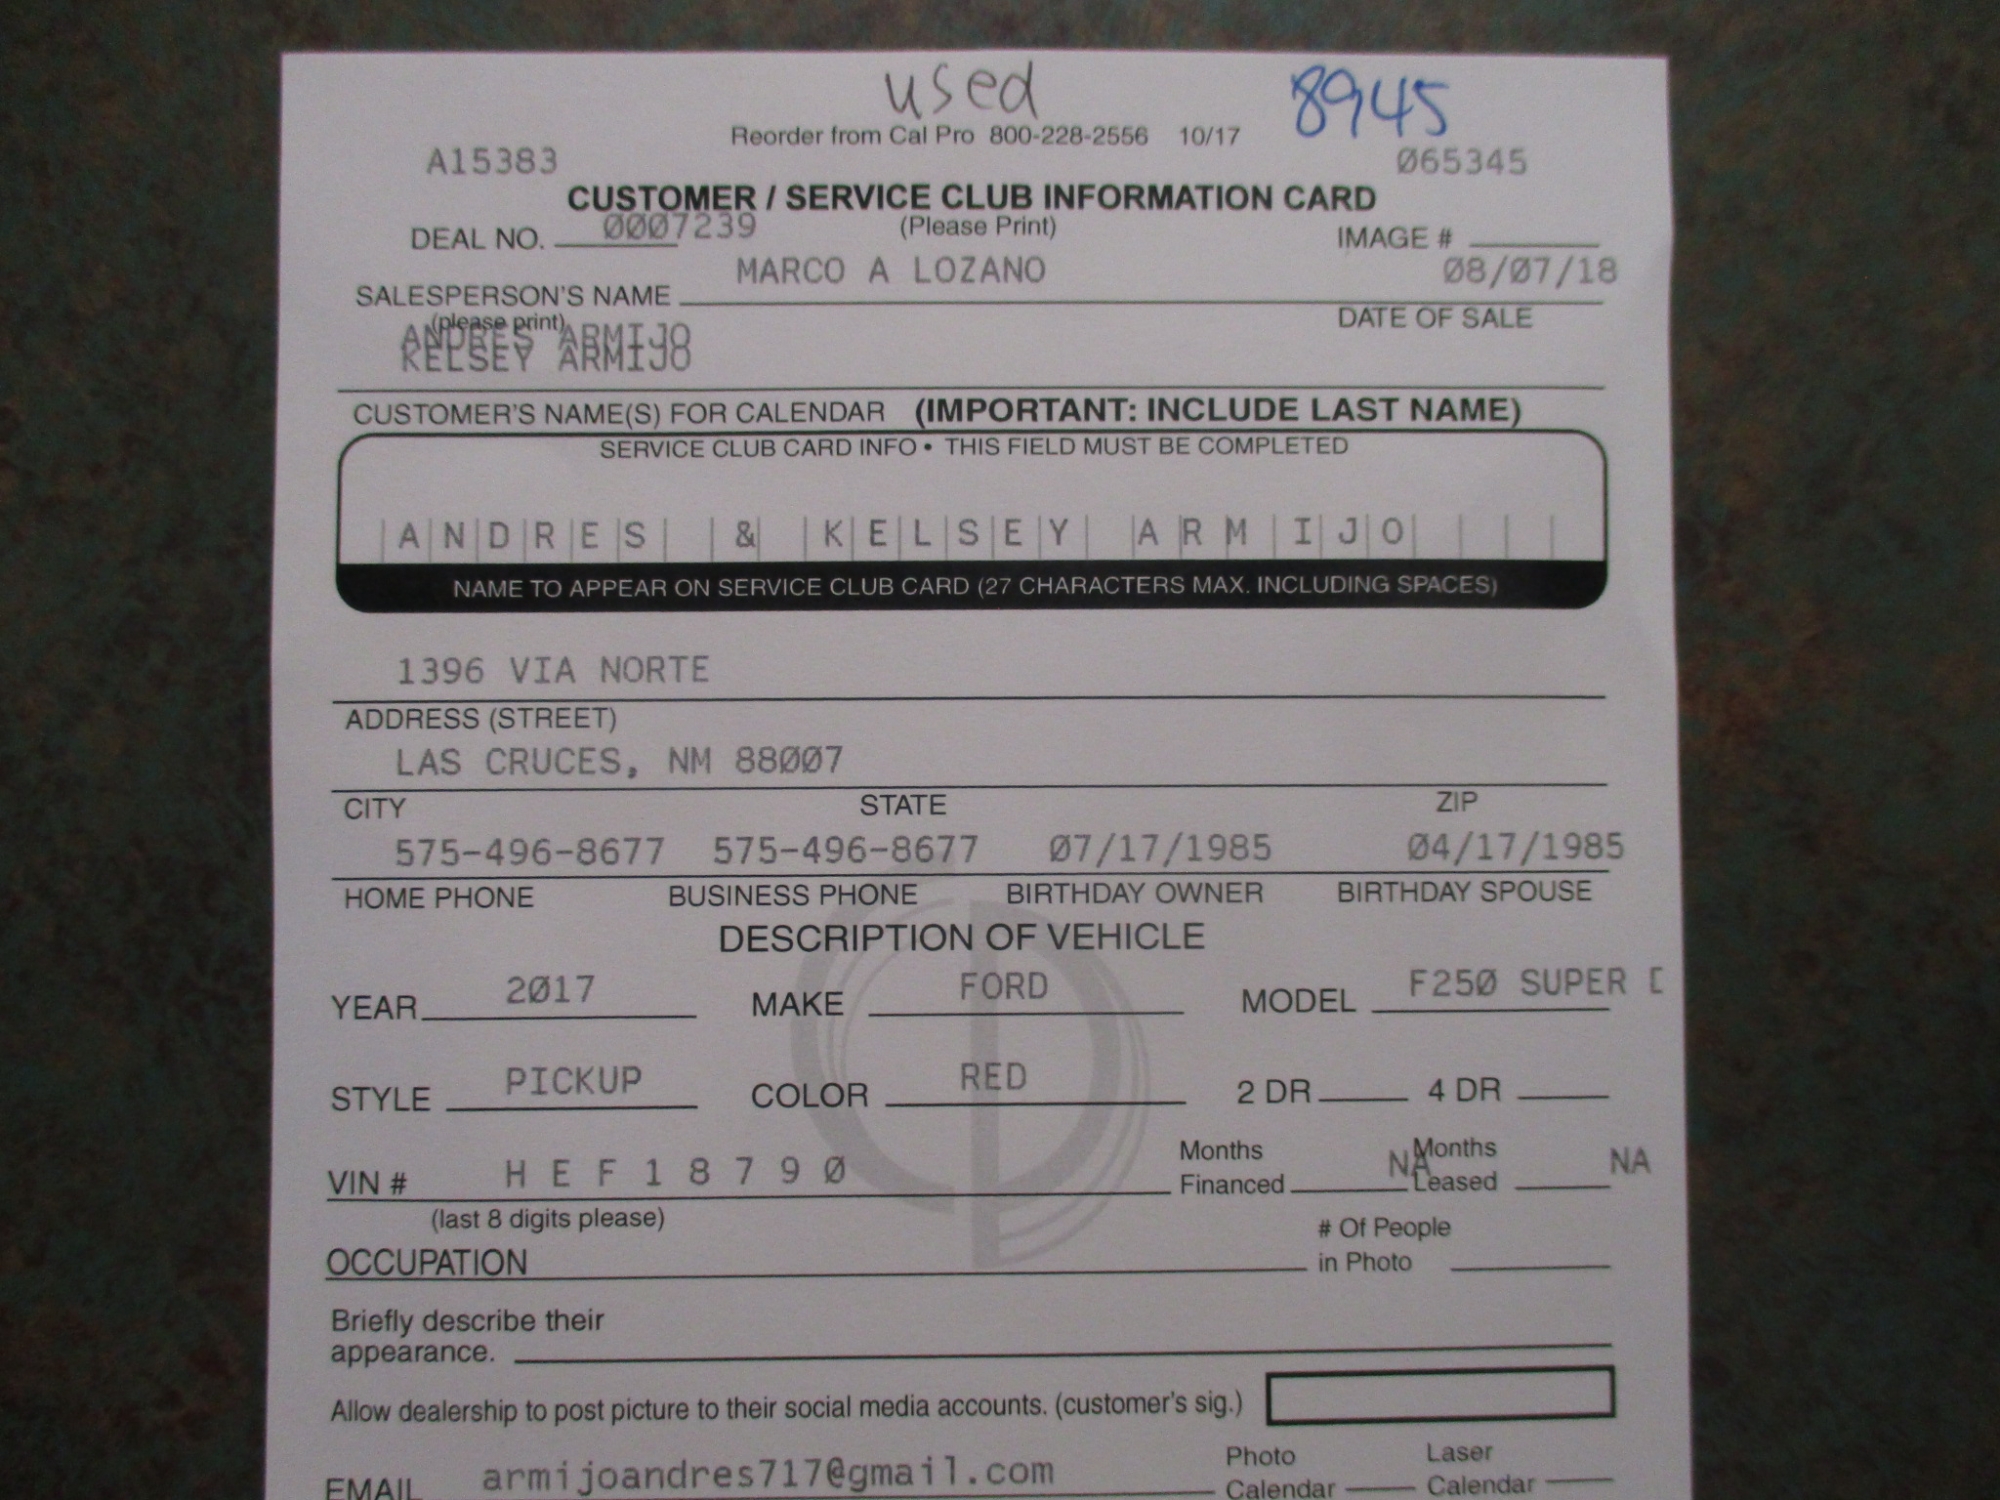 used 8945
Reorder from Cal Pro 800-228-2556 10/17
A15383 Ø65345
CUSTOMER / SERVICE CLUB INFORMATION CARD
DEAL NO. ØØØ7239 (Please Print) IMAGE #
MARCO A LOZANO Ø8/Ø7/18
SALESPERSON'S NAME
(please print) DATE OF SALE
ANDRES ARMIJO
KELSEY ARMIJO
CUSTOMER'S NAME(S) FOR CALENDAR (IMPORTANT: INCLUDE LAST NAME)
SERVICE CLUB CARD INFO • THIS FIELD MUST BE COMPLETED
ANDRES & KELSEY ARMIJO
NAME TO APPEAR ON SERVICE CLUB CARD (27 CHARACTERS MAX. INCLUDING SPACES)
1396 VIA NORTE
ADDRESS (STREET)
LAS CRUCES, NM 88ØØ7
CITY STATE ZIP
575-496-8677 575-496-8677 Ø7/17/1985 Ø4/17/1985
HOME PHONE BUSINESS PHONE BIRTHDAY OWNER BIRTHDAY SPOUSE
DESCRIPTION OF VEHICLE
YEAR 2Ø17 MAKE FORD MODEL F25Ø SUPER
STYLE PICKUP COLOR RED 2 DR 4 DR
VIN # H E F 1 8 7 9 Ø Months Financed NA Months Leased NA
(last 8 digits please)
OCCUPATION # Of People in Photo
Briefly describe their
appearance.
Allow dealership to post picture to their social media accounts. (customer's sig.)
EMAIL armijoandres717@gmail.com Photo Calendar Laser Calendar